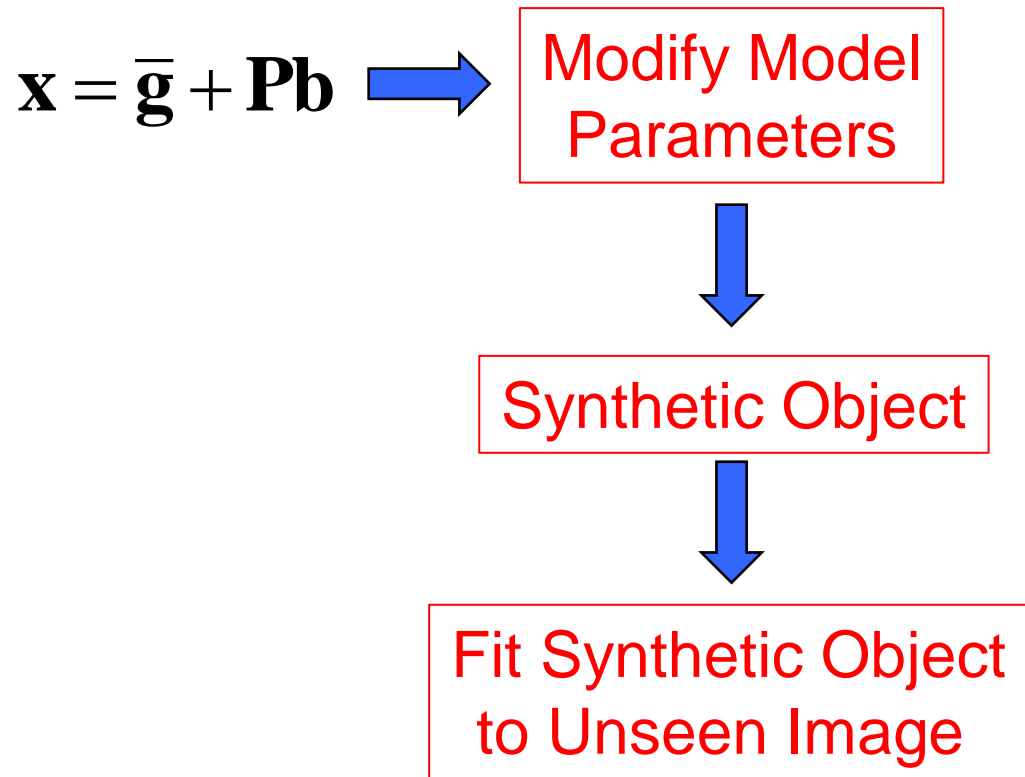 x = g̅ + Pb
Modify Model
Parameters
Synthetic Object
Fit Synthetic Object
to Unseen Image